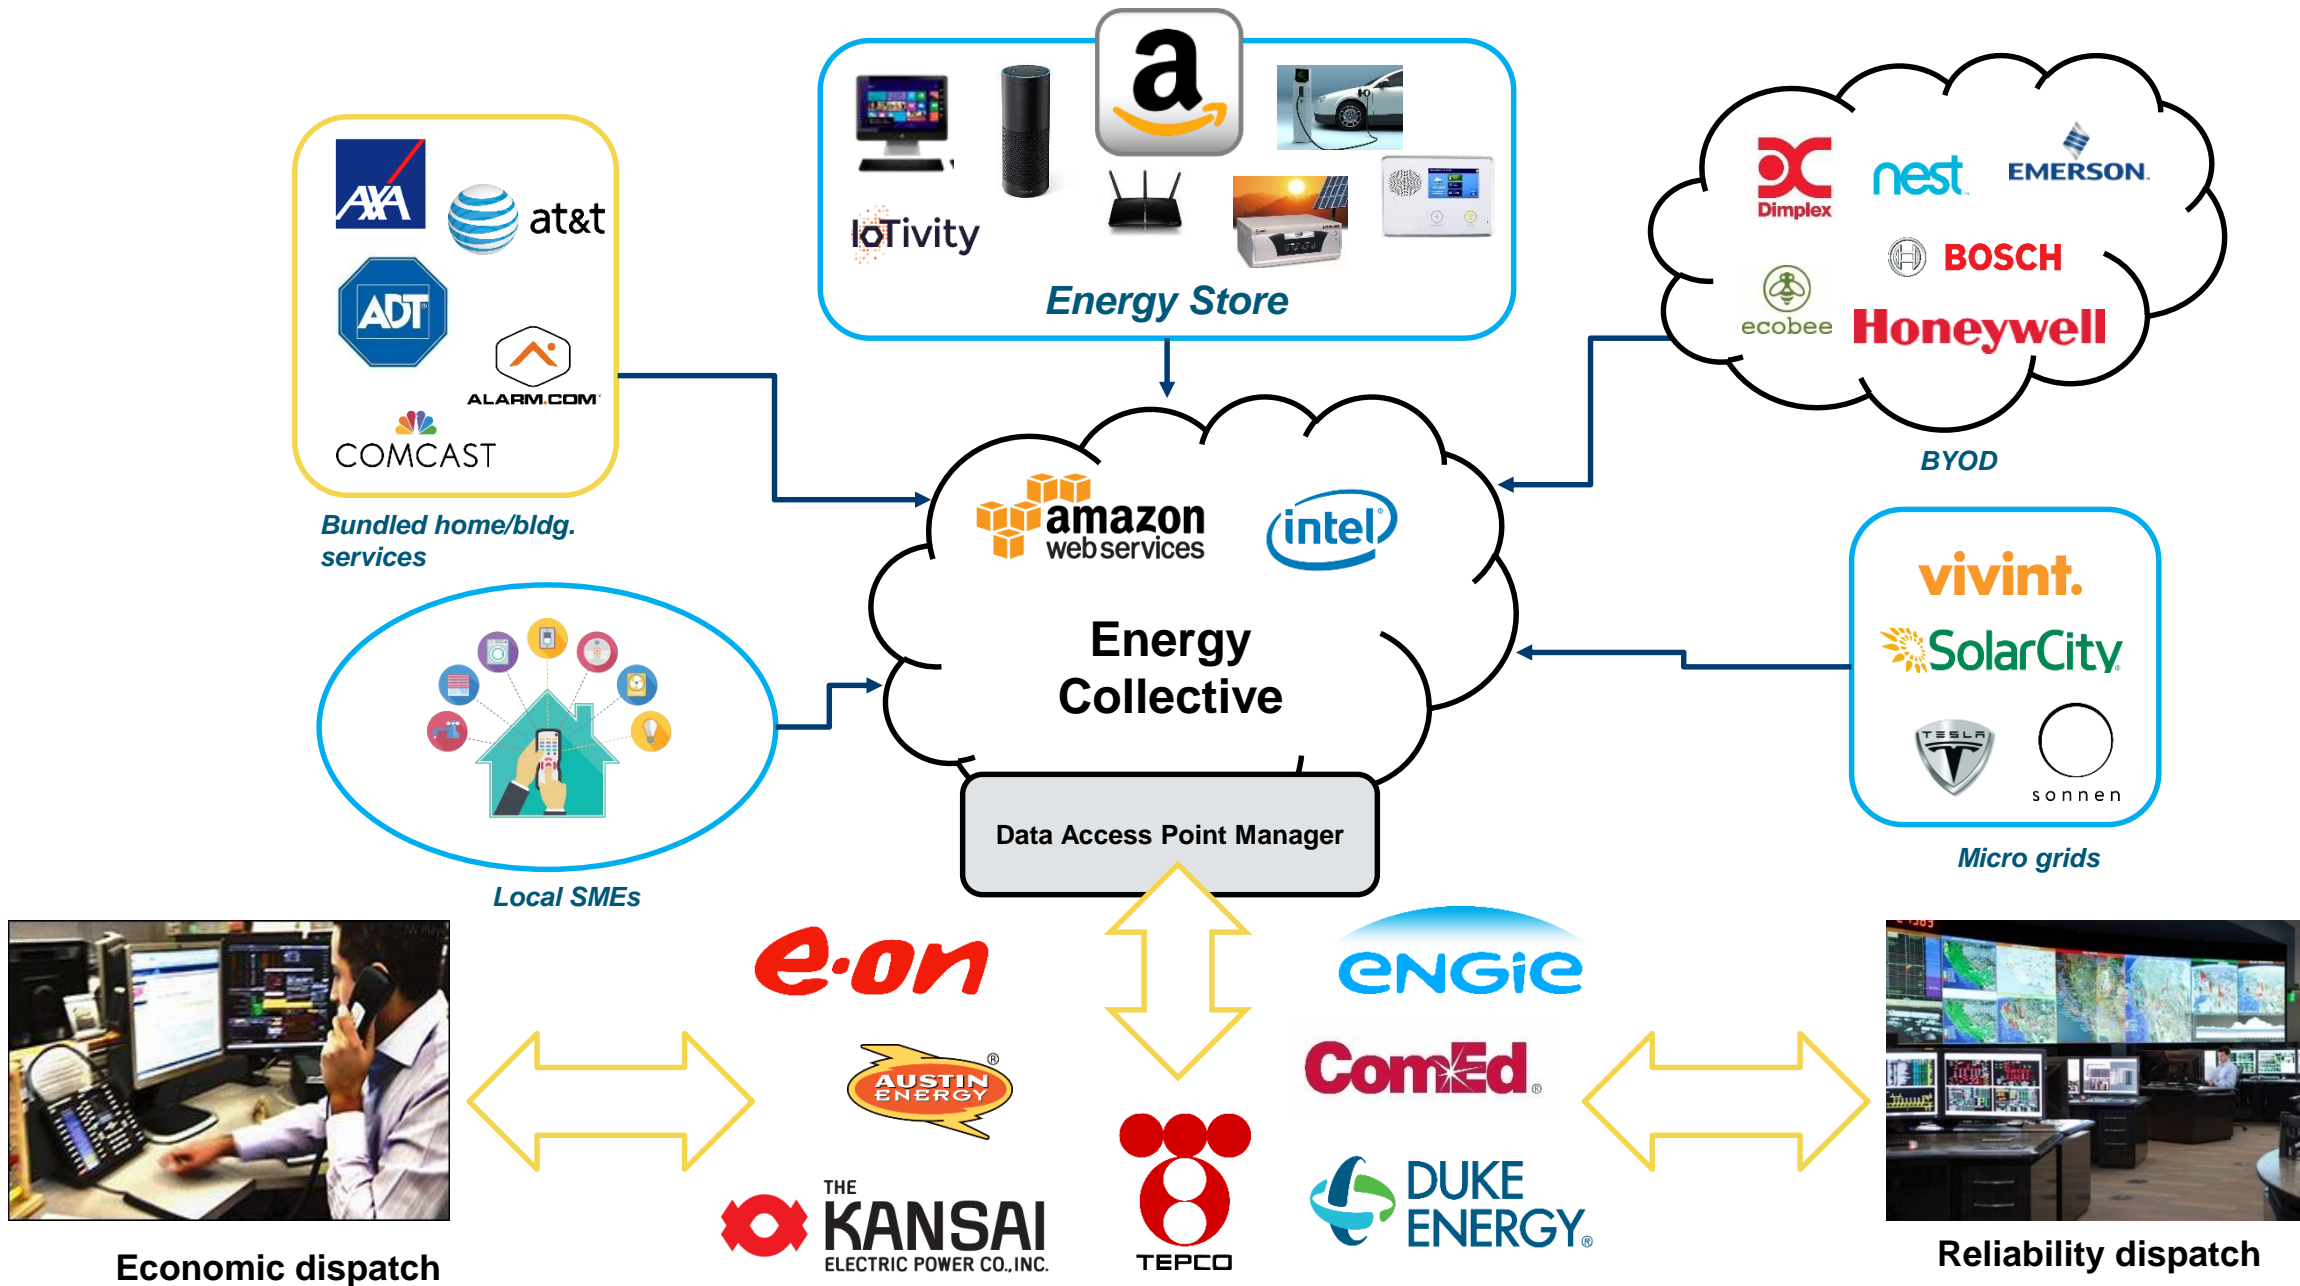 a
IoTivity
Energy Store
AXA
at&t
ADT
ALARM.COM
COMCAST
Bundled home/bldg.
services
Dimplex
nest
EMERSON.
BOSCH
ecobee
Honeywell
BYOD
amazon
web services
intel
Energy
Collective
Data Access Point Manager
vivint.
SolarCity
TESLA
sonnen
Micro grids
Local SMEs
e·on
ENGIE
AUSTIN
ENERGY
ComEd
THE
KANSAI
ELECTRIC POWER CO.,INC.
TEPCO
DUKE
ENERGY
Economic dispatch
Reliability dispatch